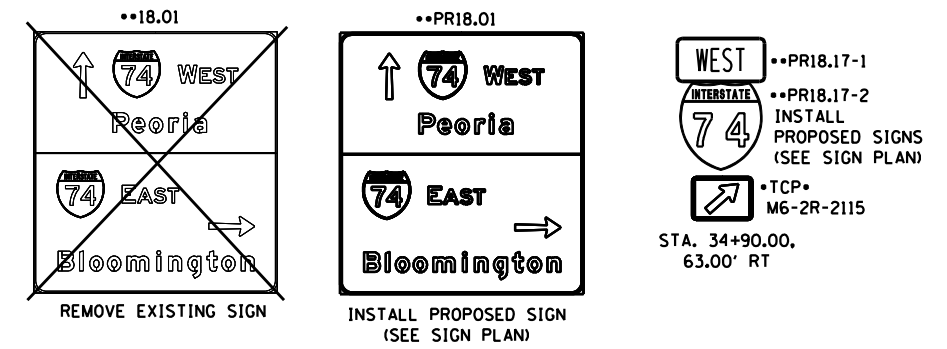 ••18.01
INTERSTATE
74 WEST
Peoria
INTERSTATE
74 EAST
Bloomington
REMOVE EXISTING SIGN
••PR18.01
INTERSTATE
74 WEST
Peoria
INTERSTATE
74 EAST
Bloomington
INSTALL PROPOSED SIGN
(SEE SIGN PLAN)
WEST
••PR18.17-1
INTERSTATE
74
••PR18.17-2
INSTALL
PROPOSED SIGNS
(SEE SIGN PLAN)
•TCP•
M6-2R-2115
STA. 34+90.00,
63.00' RT